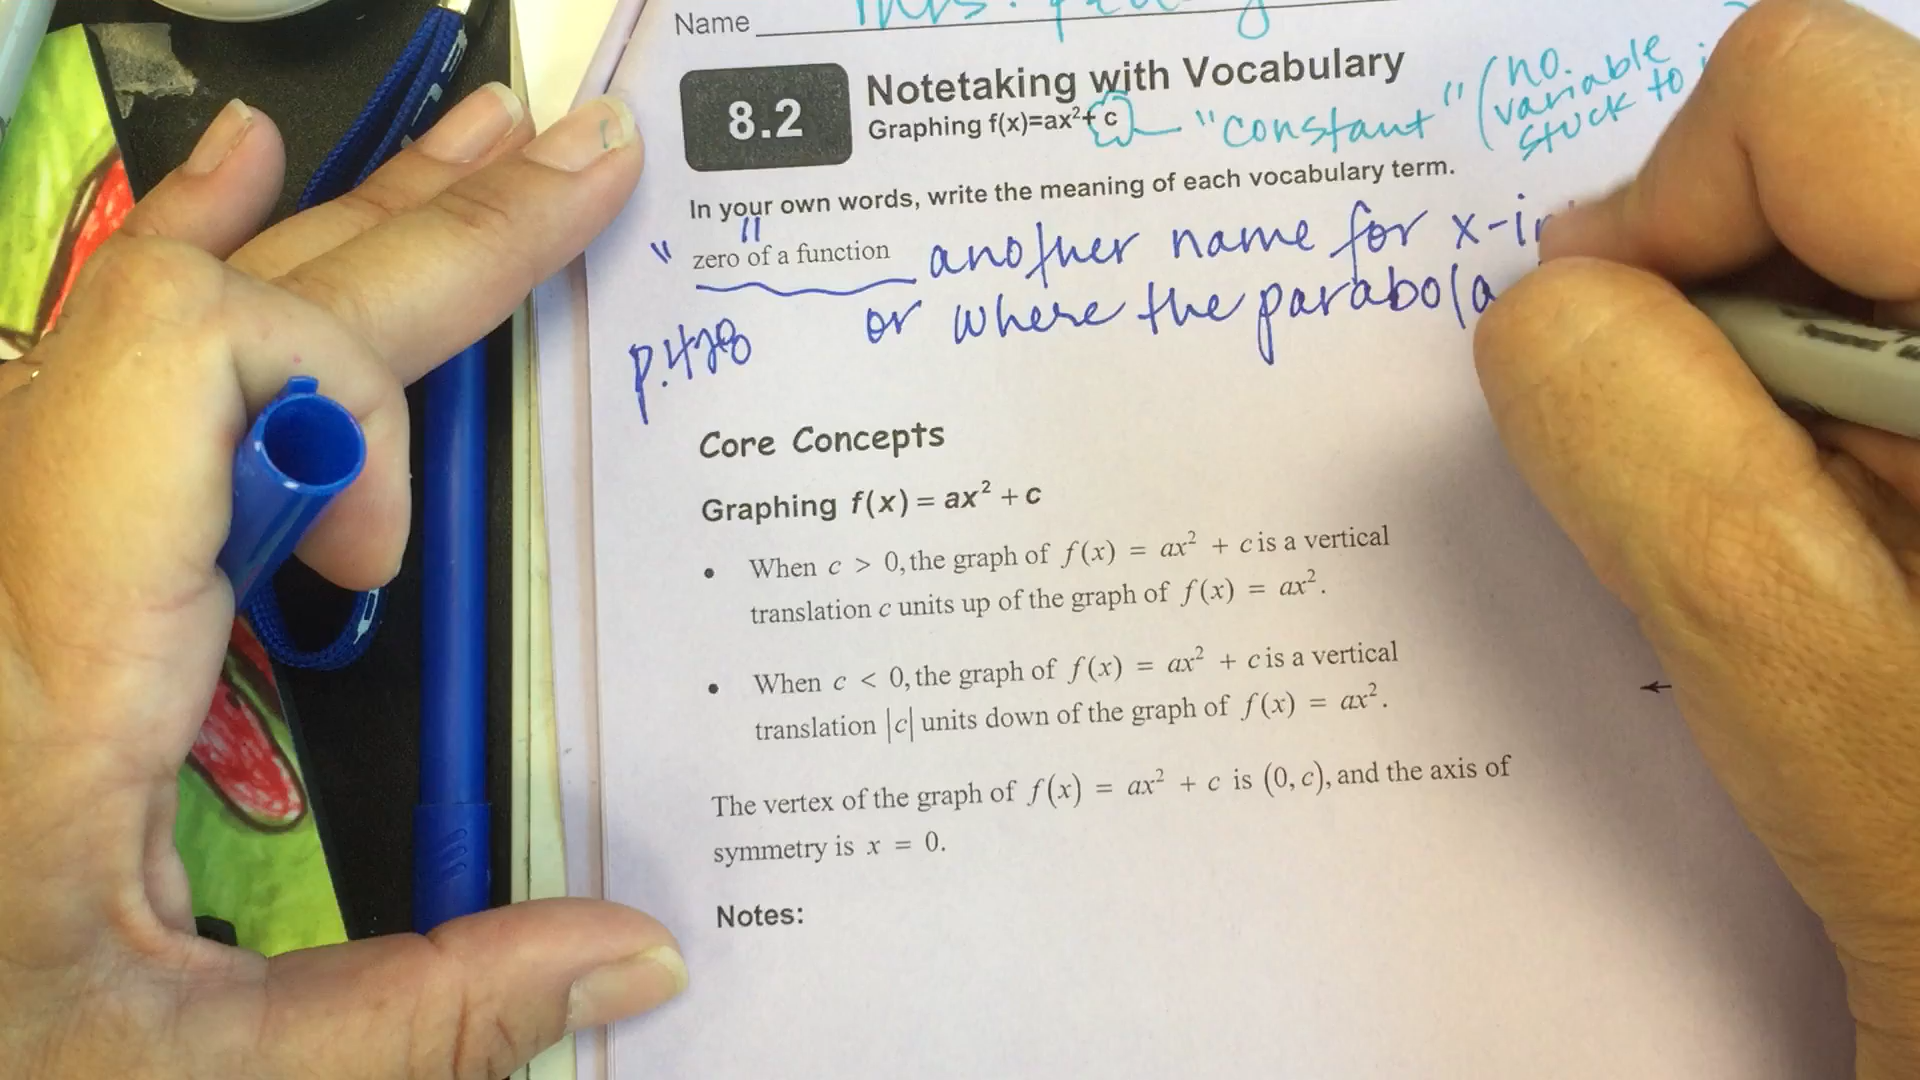 Name Mrs.
8.2
Notetaking with Vocabulary
Graphing f(x)=ax²+ c "constant" (no variable stuck to
In your own words, write the meaning of each vocabulary term.
"zero of a function" another name for x-in
p.428 or where the parabola
Core Concepts
Graphing f(x) = ax² + c
• When c > 0, the graph of f(x) = ax² + c is a vertical
translation c units up of the graph of f(x) = ax².
• When c < 0, the graph of f(x) = ax² + c is a vertical
translation |c| units down of the graph of f(x) = ax².
The vertex of the graph of f(x) = ax² + c is (0, c), and the axis of
symmetry is x = 0.
Notes: